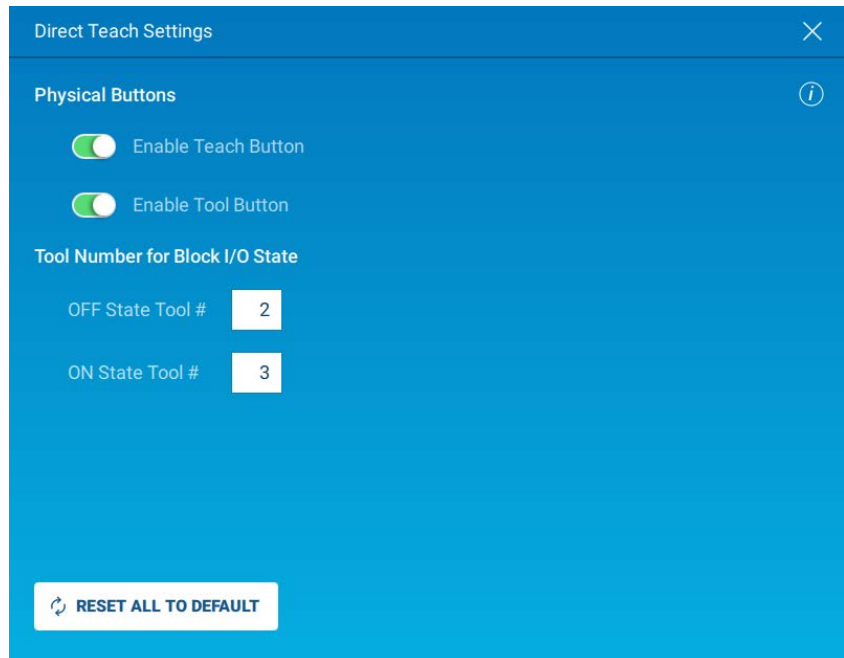 Direct Teach Settings
Physical Buttons
Enable Teach Button
Enable Tool Button
Tool Number for Block I/O State
OFF State Tool # 2
ON State Tool # 3
RESET ALL TO DEFAULT